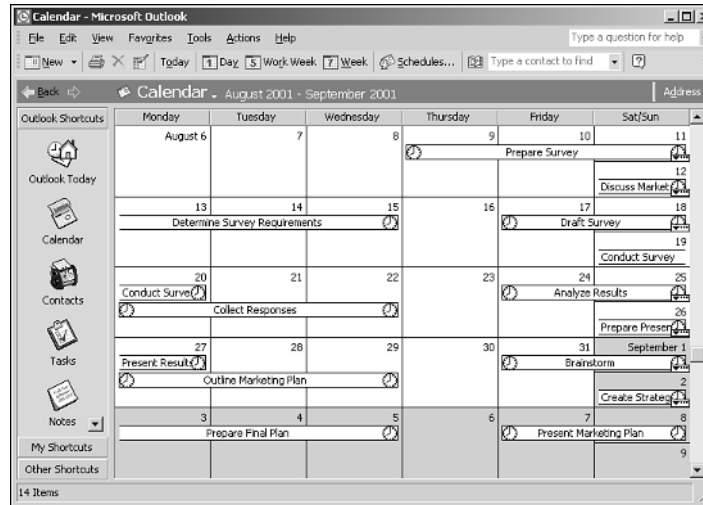 Calendar - Microsoft Outlook
File Edit View Favorites Tools Actions Help
Type a question for help
New Today 1 Day 5 Work Week 7 Week Schedules... Type a contact to find
Back Calendar August 2001 - September 2001 Address
Outlook Shortcuts
Outlook Today
Calendar
Contacts
Tasks
Notes
My Shortcuts
Other Shortcuts
Monday Tuesday Wednesday Thursday Friday Sat/Sun
August 6 7 8 9 10 11
Prepare Survey
12
Discuss Market
13 14 15 16 17 18
Determine Survey Requirements Draft Survey
19
Conduct Survey
20 21 22 23 24 25
Conduct Surve Analyze Results
Collect Responses
26
Prepare Presen
27 28 29 30 31 September 1
Present Result Brainstorm
Outline Marketing Plan
2
Create Strateg
3 4 5 6 7 8
Prepare Final Plan Present Marketing Plan
9
14 Items